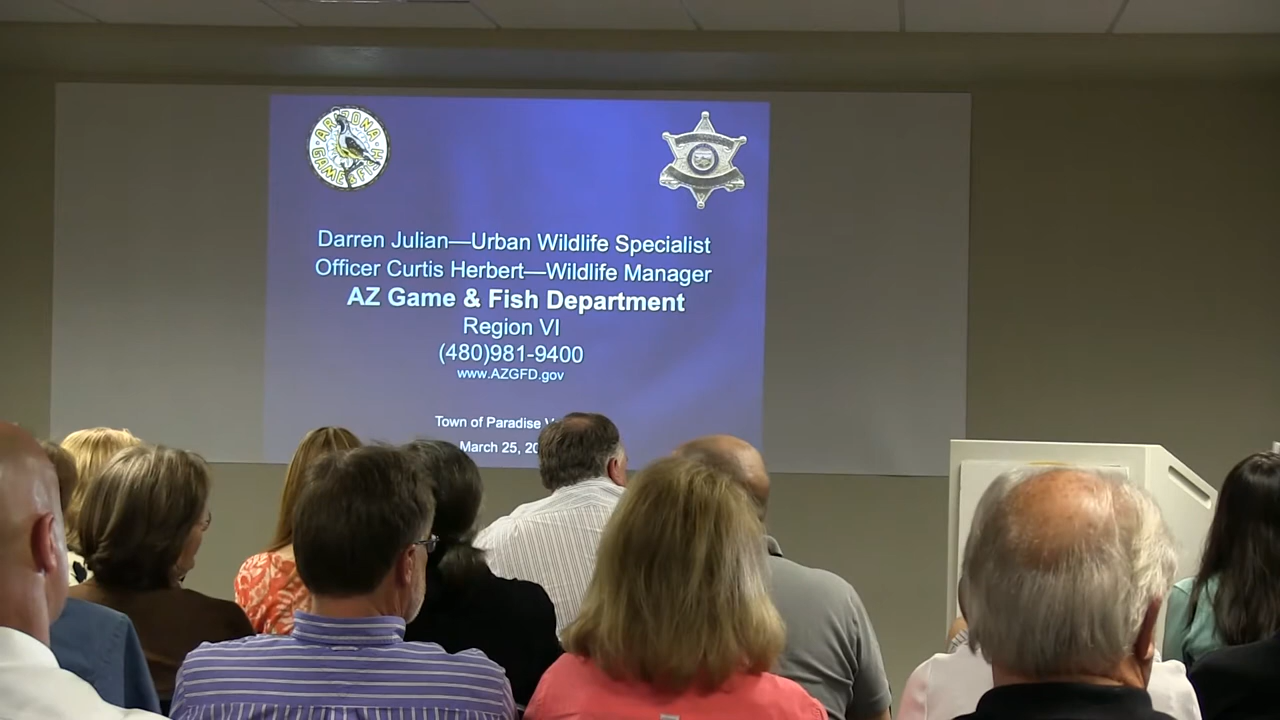 ARIZONA
GAME & FISH
Darren Julian—Urban Wildlife Specialist
Officer Curtis Herbert—Wildlife Manager
AZ Game & Fish Department
Region VI
(480)981-9400
www.AZGFD.gov
Town of Paradise
March 25,